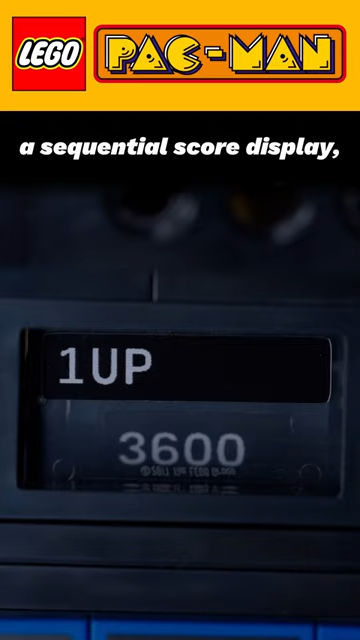 LEGO
PAC-MAN
a sequential score display,
1UP
3600